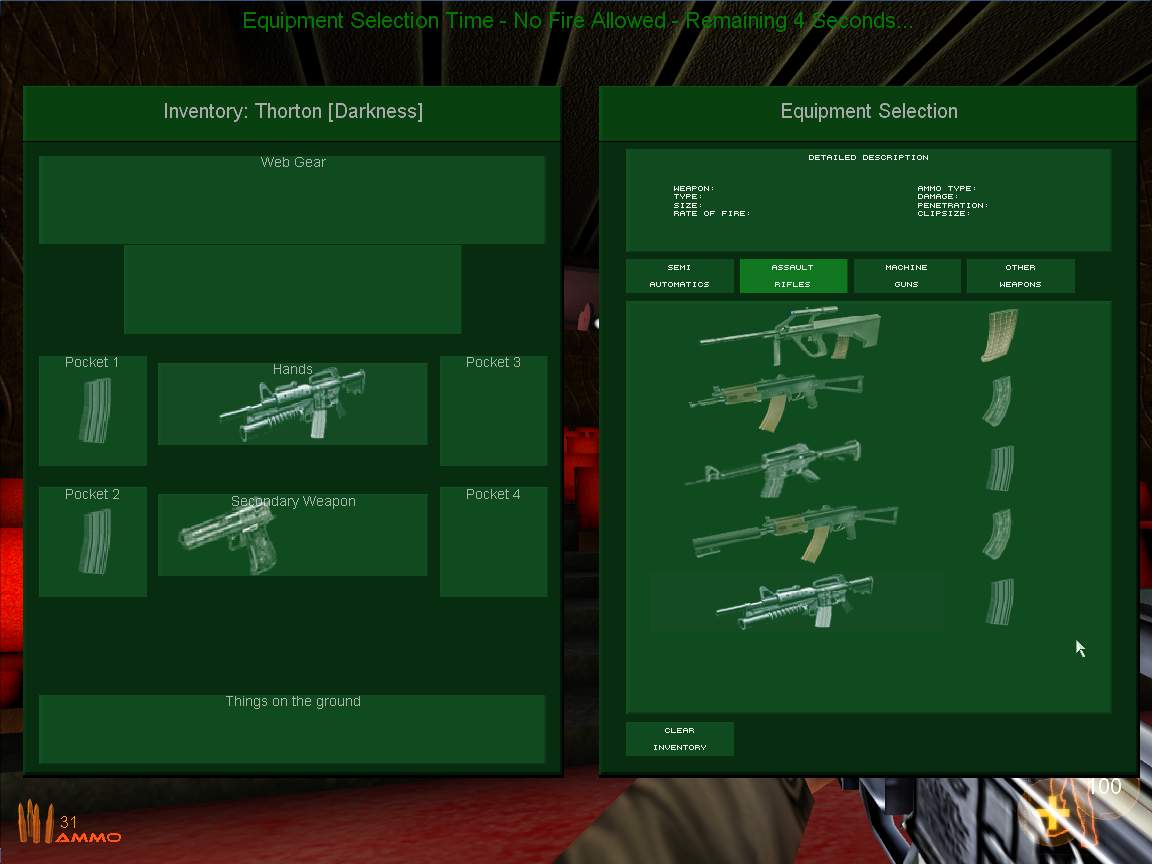 Equipment Selection Time - No Fire Allowed - Remaining 4 Seconds...
Inventory: Thorton [Darkness]
Web Gear
Pocket 1
Hands
Pocket 3
Pocket 2
Secondary Weapon
Pocket 4
Things on the ground
Equipment Selection
DETAILED DESCRIPTION
WEAPON:
TYPE:
SIZE:
RATE OF FIRE:
AMMO TYPE:
DAMAGE:
PENETRATION:
CLIPSIZE:
SEMI
AUTOMATICS
ASSAULT
RIFLES
MACHINE
GUNS
OTHER
WEAPONS
CLEAR
INVENTORY
31
AMMO
100